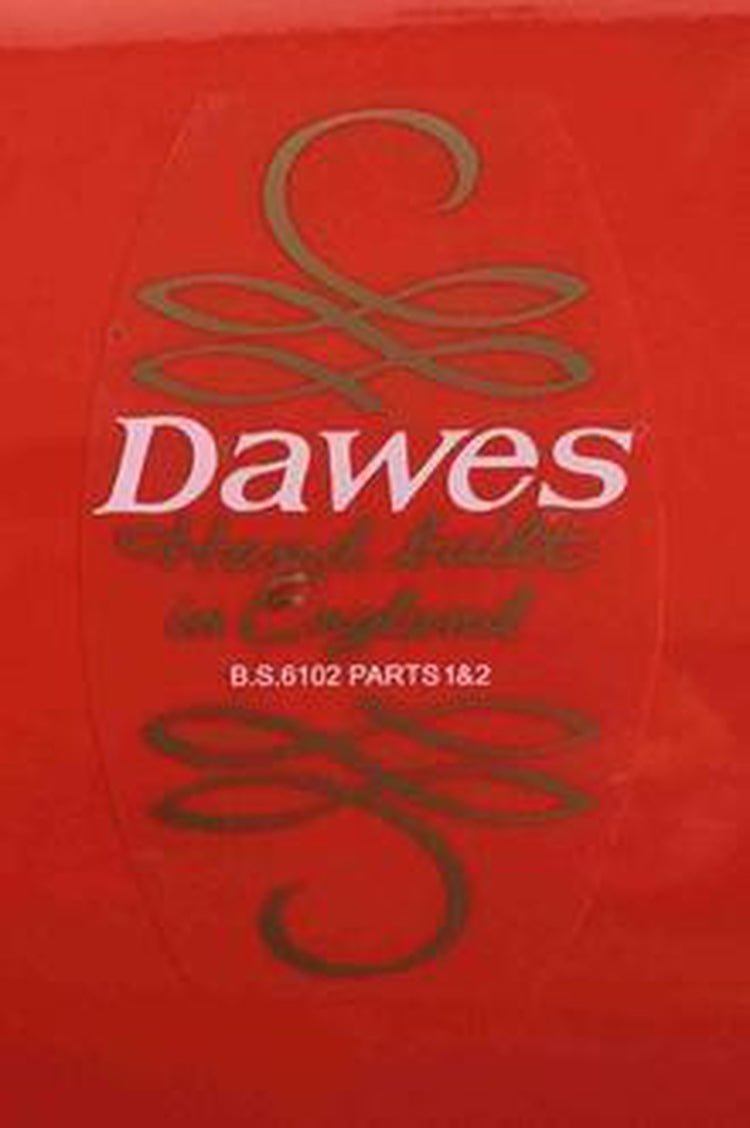 Dawes
Hand built
in England
B.S.6102 PARTS 1&2